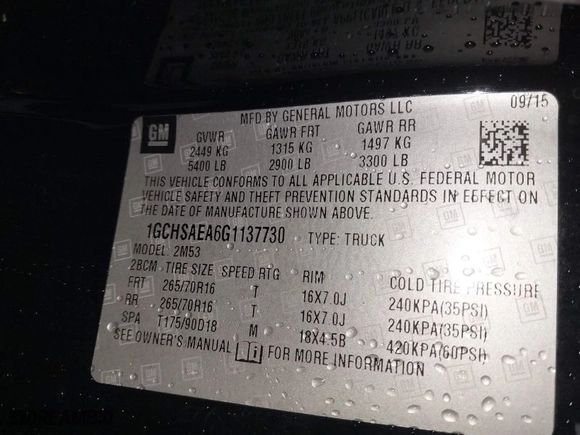 MFD BY GENERAL MOTORS LLC 09/15
GM GVWR GAWR FRT GAWR RR
2449 KG 1315 KG 1497 KG
5400 LB 2900 LB 3300 LB
THIS VEHICLE CONFORMS TO ALL APPLICABLE U.S. FEDERAL MOTOR
VEHICLE SAFETY AND THEFT PREVENTION STANDARDS IN EFFECT ON
THE DATE OF MANUFACTURE SHOWN ABOVE.
1GCHSAEA6G1137730 TYPE: TRUCK
MODEL: 2M53
2BCM TIRE SIZE SPEED RTG RIM COLD TIRE PRESSURE
FRT 265/70R16 T 16X7.0J 240KPA(35PSI)
RR 265/70R16 T 16X7.0J 240KPA(35PSI)
SPA T175/90D18 M 18X4.5B 420KPA(60PSI)
SEE OWNER'S MANUAL FOR MORE INFORMATION